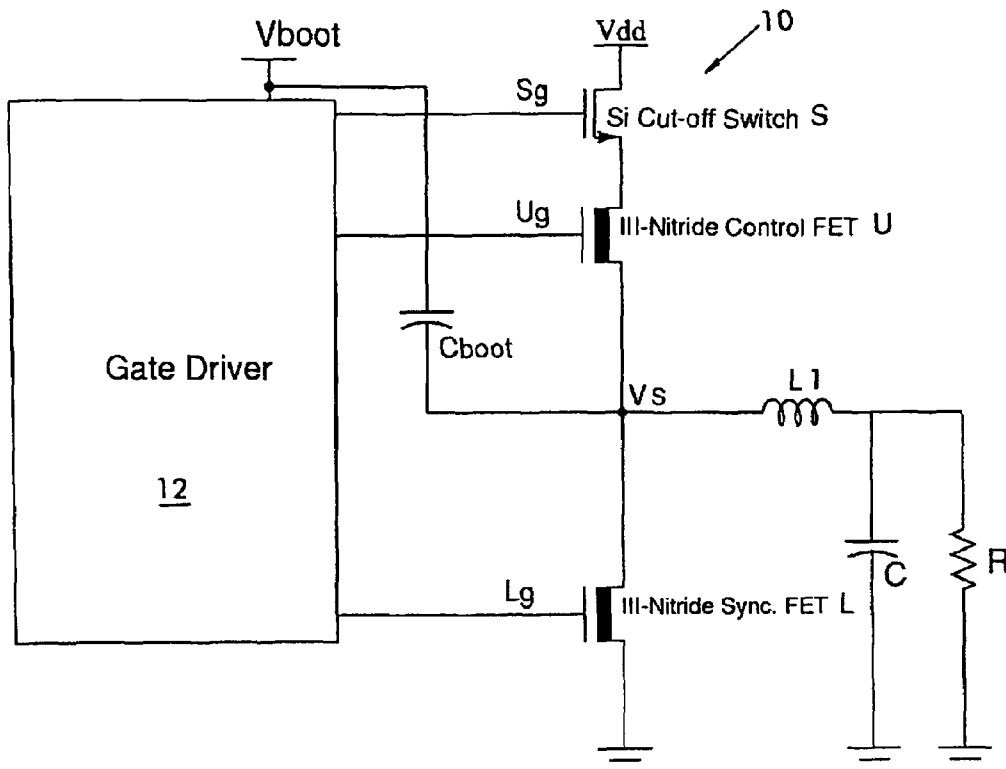 Vboot
Vdd
10
Sg
Si Cut-off Switch S
Ug
III-Nitride Control FET U
Cboot
Gate Driver
Vs
L1
12
C
R
Lg
III-Nitride Sync. FET L